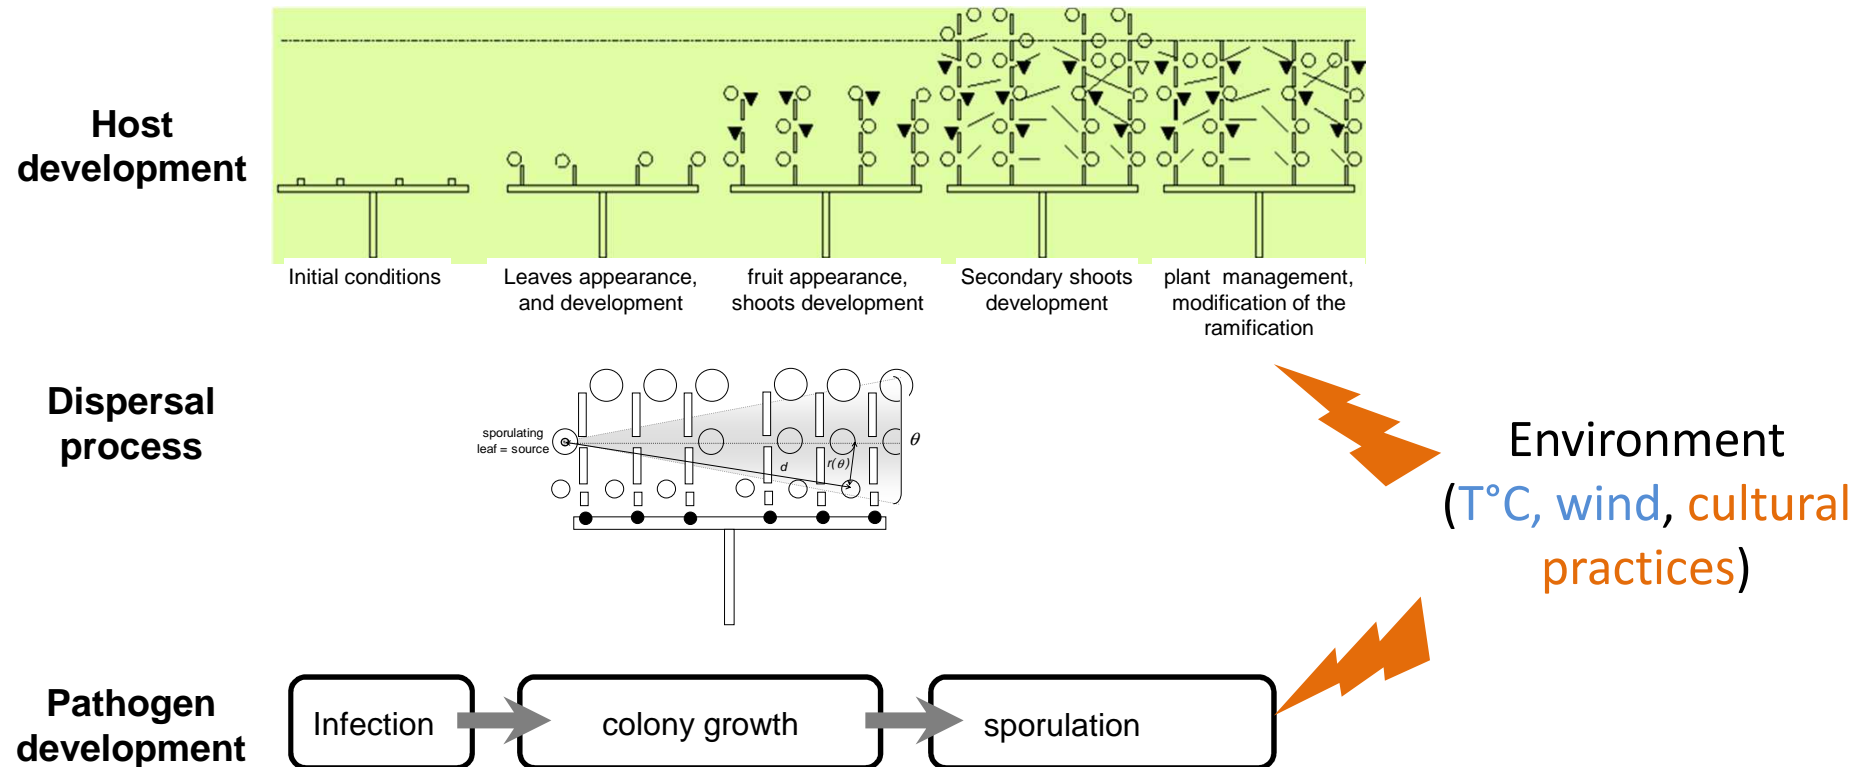 Host
development
Initial conditions
Leaves appearance,
and development
fruit appearance,
shoots development
Secondary shoots
development
plant management,
modification of the
ramification
Dispersal
process
sporulating
leaf = source
d
r(θ)
θ
Environment
(T°C, wind, cultural
practices)
Pathogen
development
Infection
colony growth
sporulation